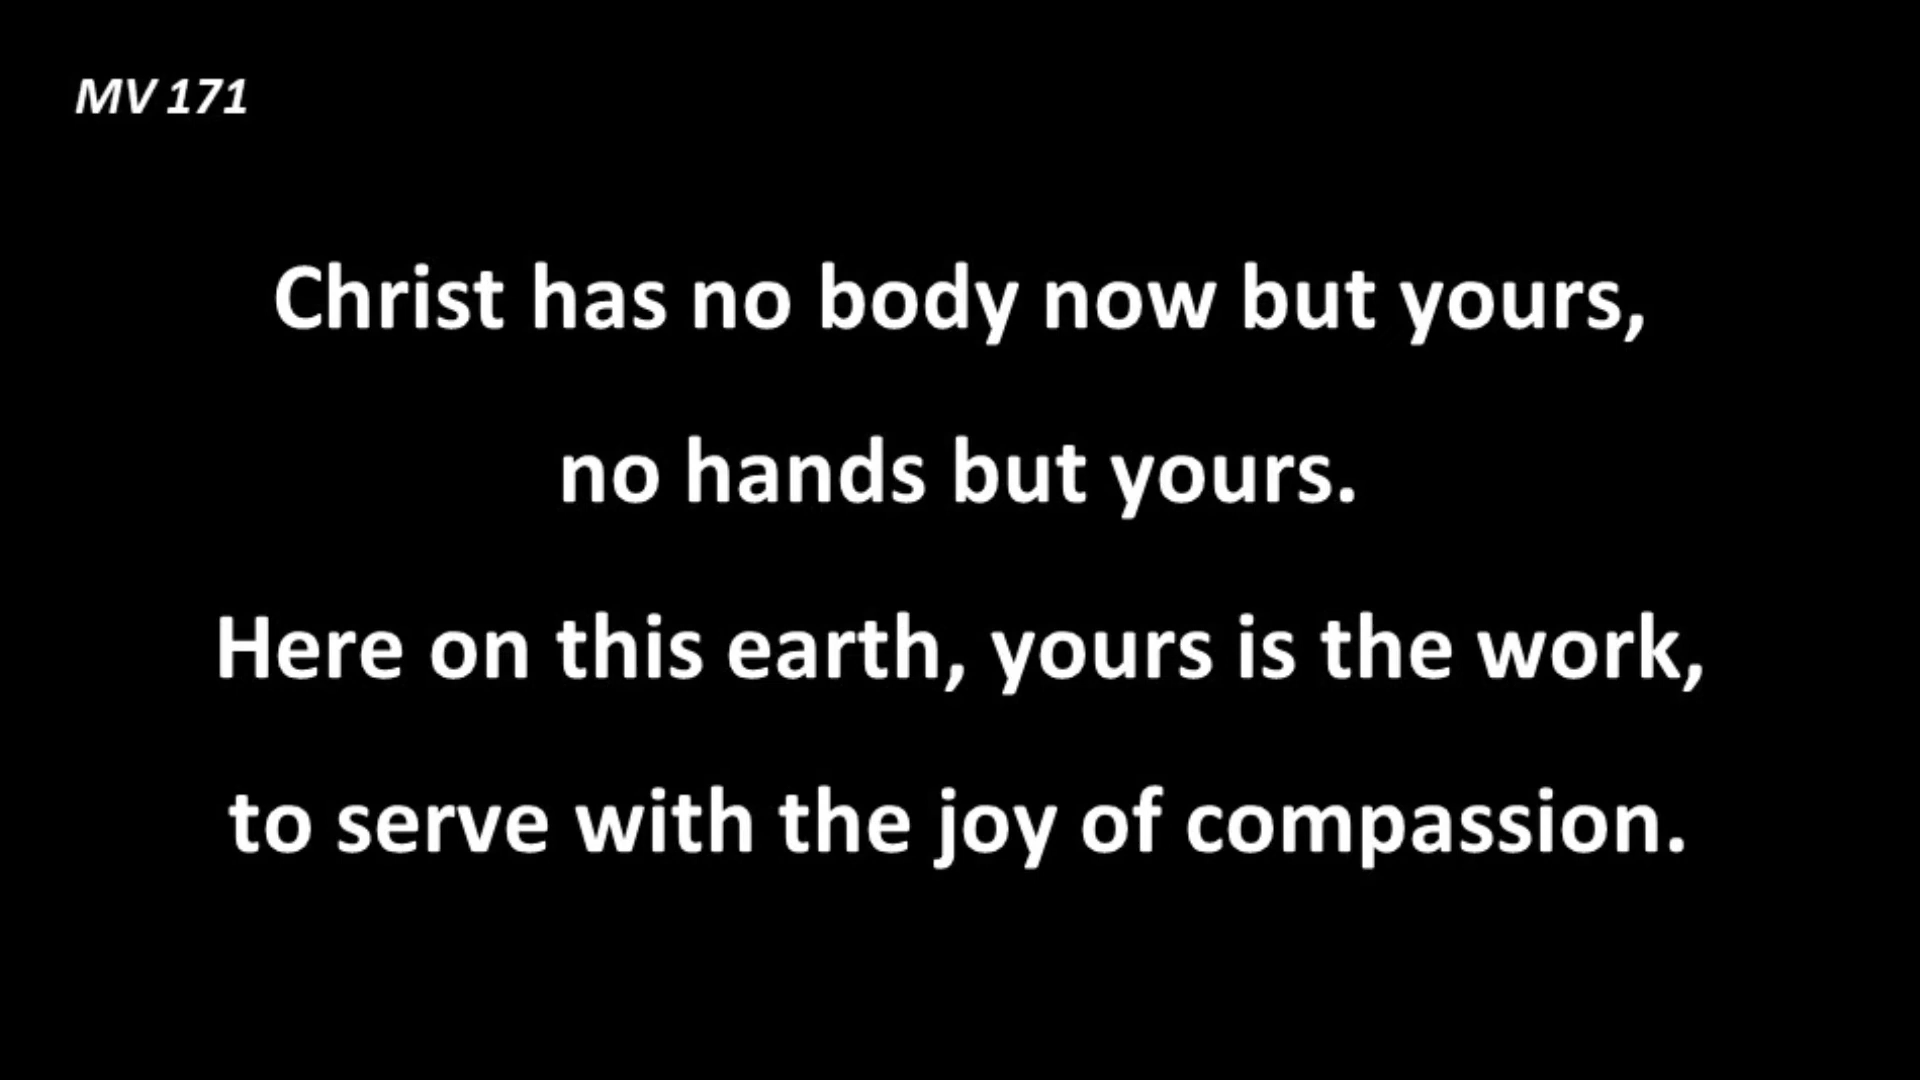 MV 171
Christ has no body now but yours,
no hands but yours.
Here on this earth, yours is the work,
to serve with the joy of compassion.